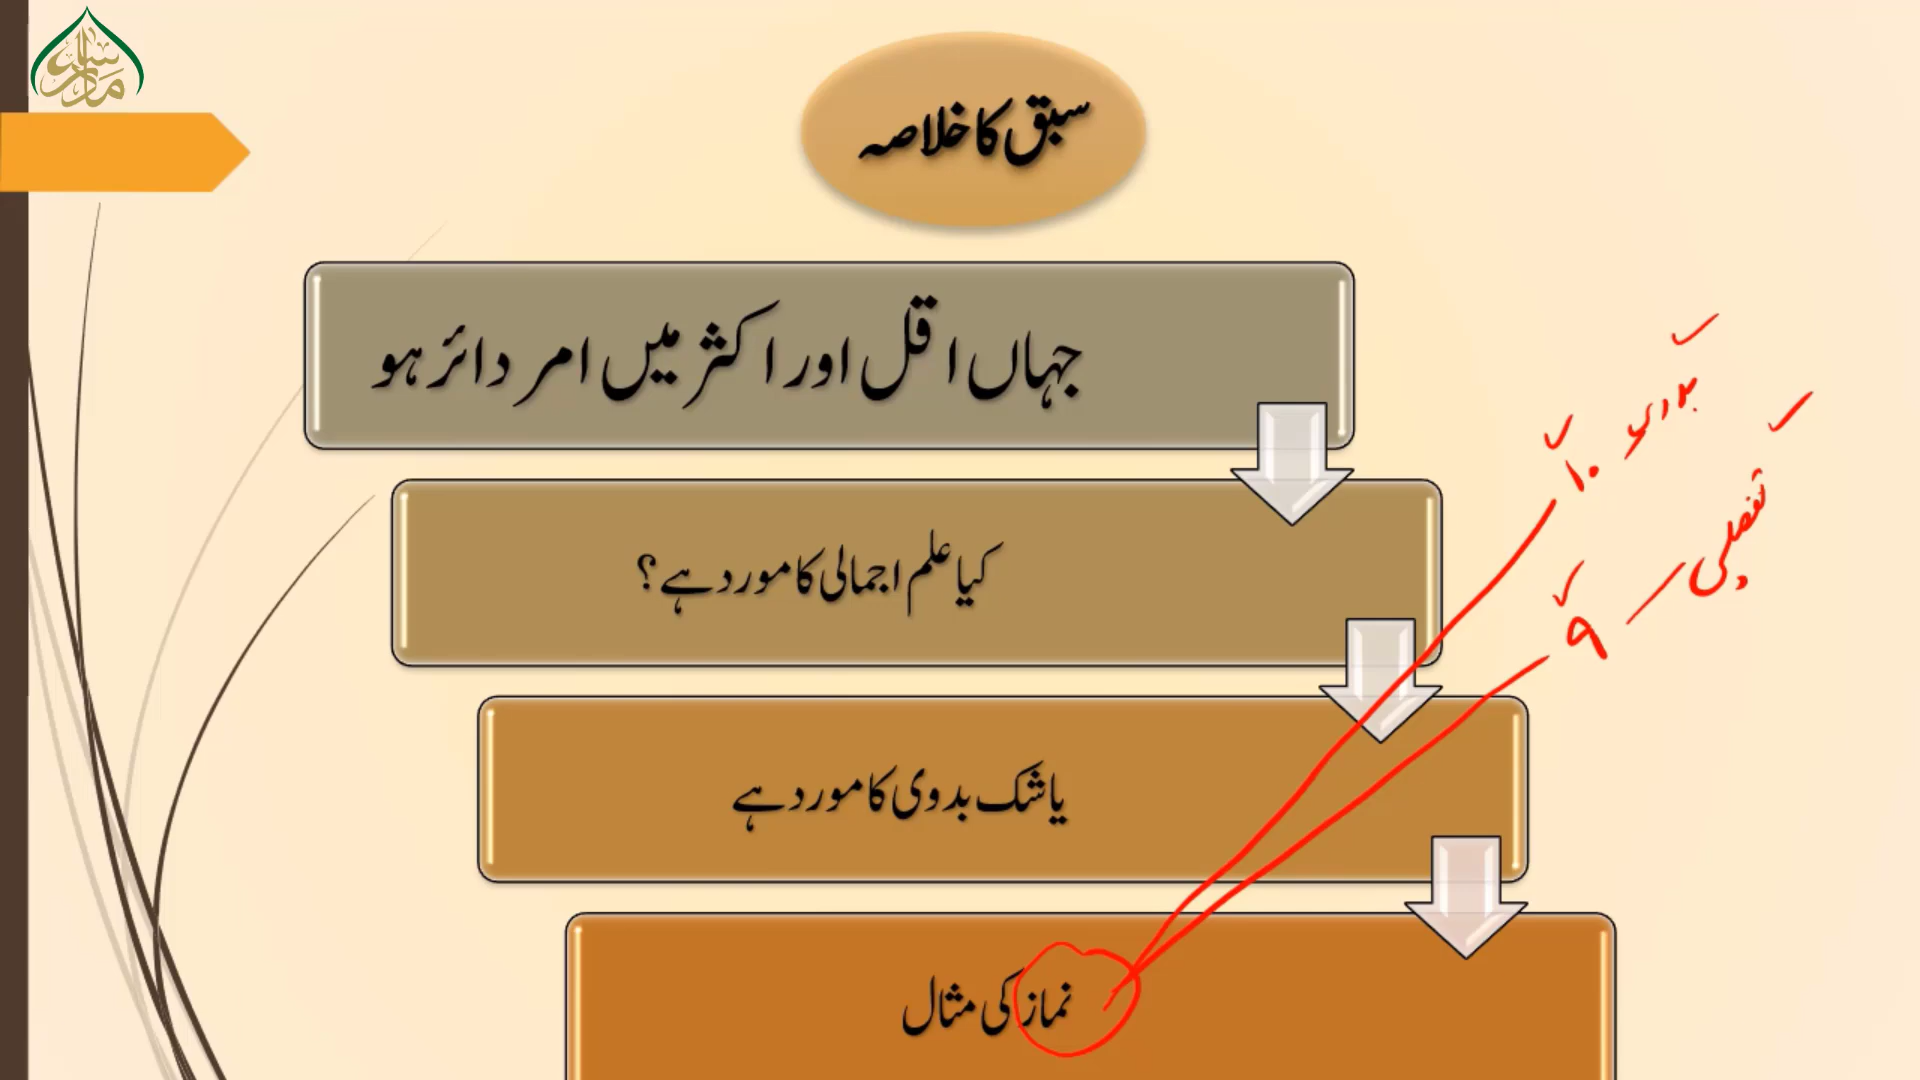 سبق کا خلاصہ
جہاں اقل اور اکثر میں امر دائر ہو
کیا علم اجمالی کا مورد ہے؟
یا شک بدوی کا مورد ہے
نماز کی مثال
۱۰ بدوی
۹ تفصیلی